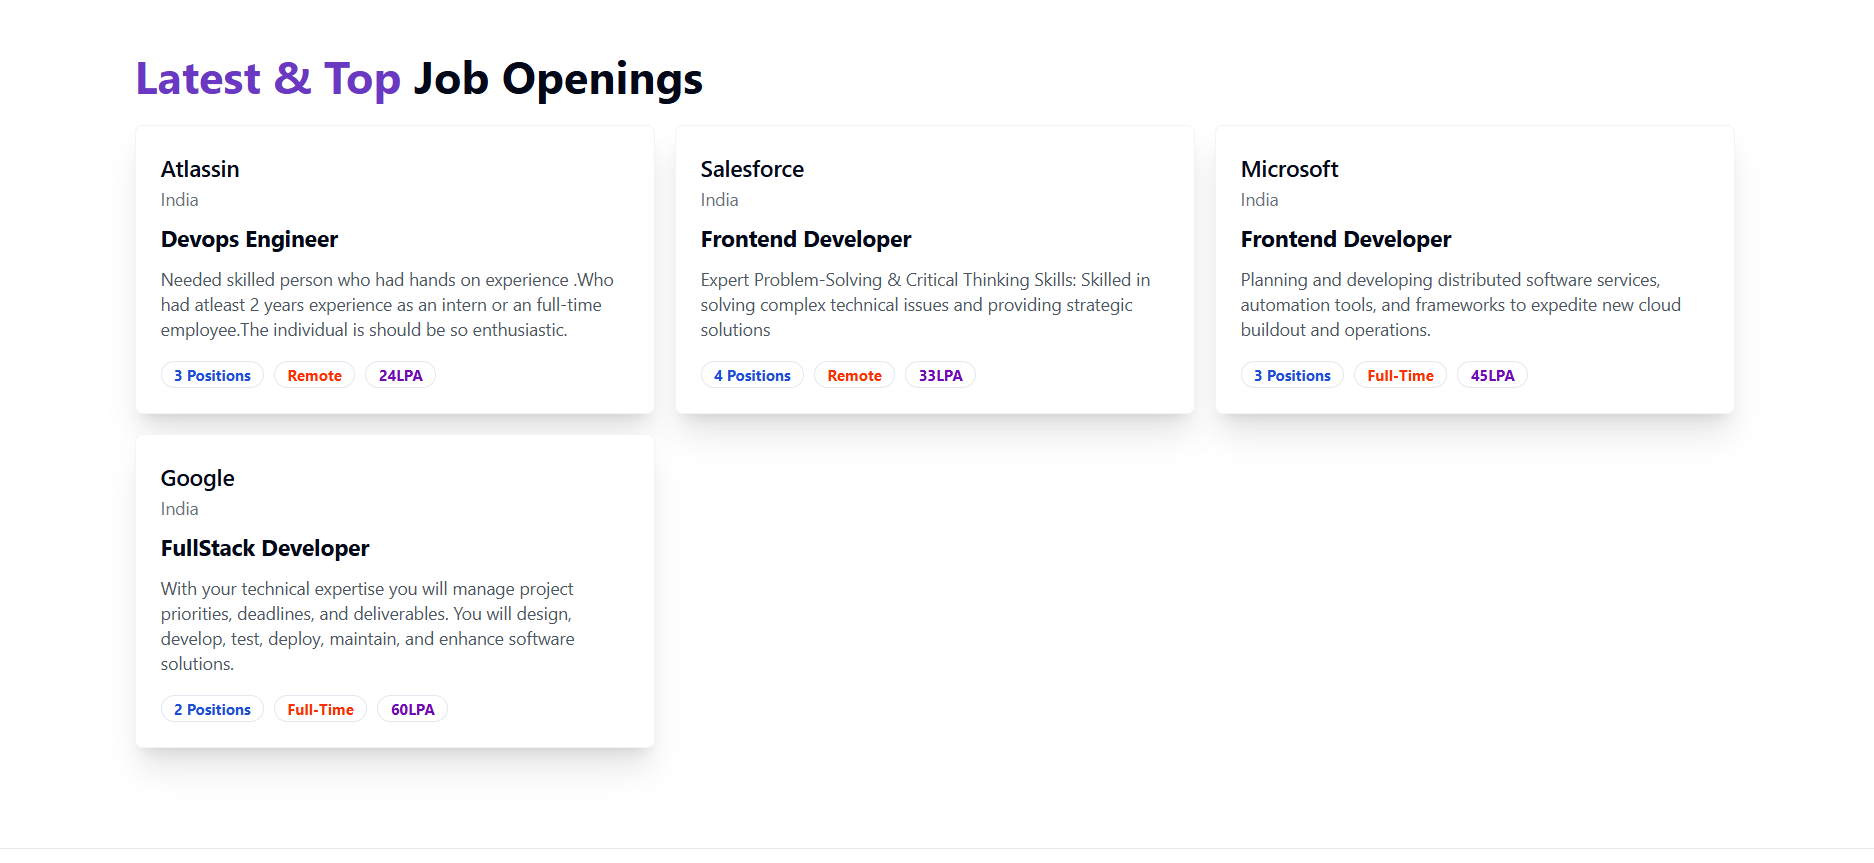 Latest & Top Job Openings
Atlassin
India
Devops Engineer
Needed skilled person who had hands on experience .Who
had atleast 2 years experience as an intern or an full-time
employee.The individual is should be so enthusiastic.
3 Positions Remote 24LPA
Salesforce
India
Frontend Developer
Expert Problem-Solving & Critical Thinking Skills: Skilled in
solving complex technical issues and providing strategic
solutions
4 Positions Remote 33LPA
Microsoft
India
Frontend Developer
Planning and developing distributed software services,
automation tools, and frameworks to expedite new cloud
buildout and operations.
3 Positions Full-Time 45LPA
Google
India
FullStack Developer
With your technical expertise you will manage project
priorities, deadlines, and deliverables. You will design,
develop, test, deploy, maintain, and enhance software
solutions.
2 Positions Full-Time 60LPA